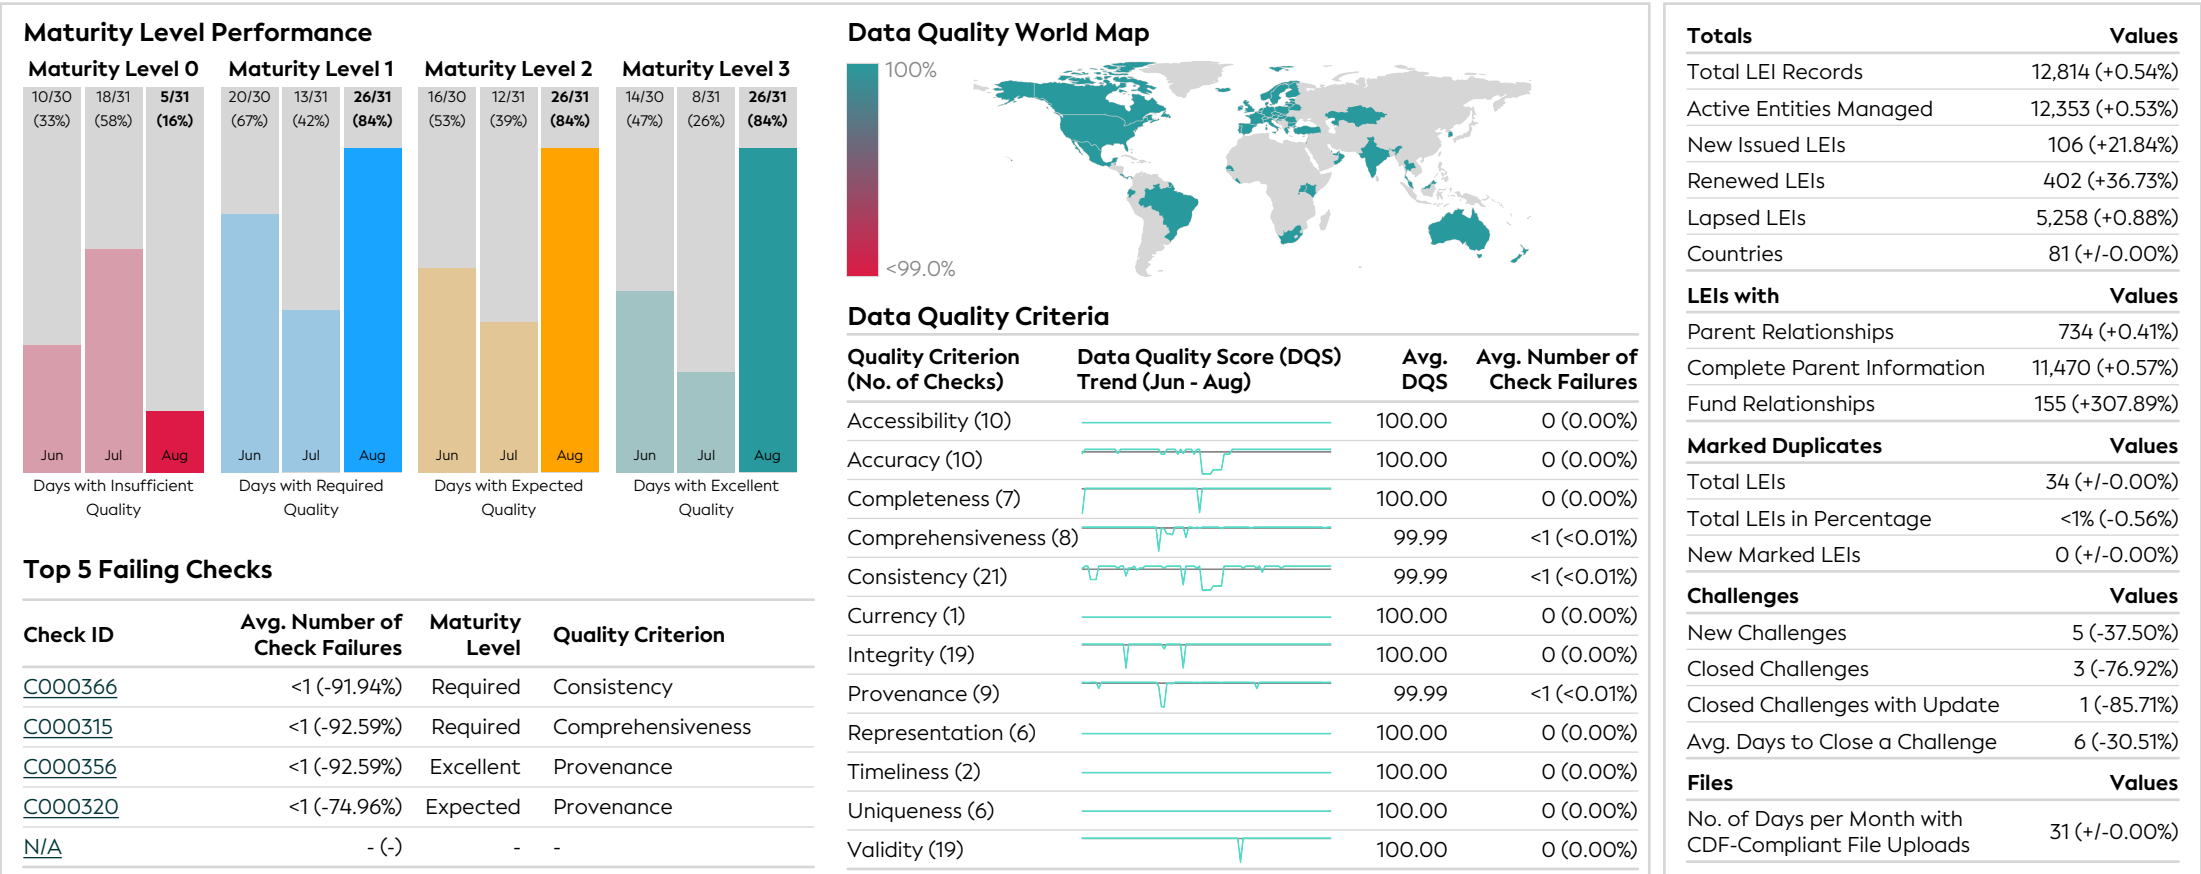 Maturity Level Performance
Maturity Level 0
10/30 18/31 5/31
(33%) (58%) (16%)
Jun Jul Aug
Days with Insufficient
Quality
Maturity Level 1
20/30 13/31 26/31
(67%) (42%) (84%)
Jun Jul Aug
Days with Required
Quality
Maturity Level 2
16/30 12/31 26/31
(53%) (39%) (84%)
Jun Jul Aug
Days with Expected
Quality
Maturity Level 3
14/30 8/31 26/31
(47%) (26%) (84%)
Jun Jul Aug
Days with Excellent
Quality
Top 5 Failing Checks
Check ID Avg. Number of Check Failures Maturity Level Quality Criterion
C000366 <1 (-91.94%) Required Consistency
C000315 <1 (-92.59%) Required Comprehensiveness
C000356 <1 (-92.59%) Excellent Provenance
C000320 <1 (-74.96%) Expected Provenance
N/A - (-) - -
Data Quality World Map
100%
<99.0%
Data Quality Criteria
Quality Criterion (No. of Checks) Data Quality Score (DQS) Trend (Jun - Aug) Avg. DQS Avg. Number of Check Failures
Accessibility (10) 100.00 0 (0.00%)
Accuracy (10) 100.00 0 (0.00%)
Completeness (7) 100.00 0 (0.00%)
Comprehensiveness (8) 99.99 <1 (<0.01%)
Consistency (21) 99.99 <1 (<0.01%)
Currency (1) 100.00 0 (0.00%)
Integrity (19) 100.00 0 (0.00%)
Provenance (9) 99.99 <1 (<0.01%)
Representation (6) 100.00 0 (0.00%)
Timeliness (2) 100.00 0 (0.00%)
Uniqueness (6) 100.00 0 (0.00%)
Validity (19) 100.00 0 (0.00%)
Totals Values
Total LEI Records 12,814 (+0.54%)
Active Entities Managed 12,353 (+0.53%)
New Issued LEIs 106 (+21.84%)
Renewed LEIs 402 (+36.73%)
Lapsed LEIs 5,258 (+0.88%)
Countries 81 (+/-0.00%)
LEIs with Values
Parent Relationships 734 (+0.41%)
Complete Parent Information 11,470 (+0.57%)
Fund Relationships 155 (+307.89%)
Marked Duplicates Values
Total LEIs 34 (+/-0.00%)
Total LEIs in Percentage <1% (-0.56%)
New Marked LEIs 0 (+/-0.00%)
Challenges Values
New Challenges 5 (-37.50%)
Closed Challenges 3 (-76.92%)
Closed Challenges with Update 1 (-85.71%)
Avg. Days to Close a Challenge 6 (-30.51%)
Files Values
No. of Days per Month with
CDF-Compliant File Uploads 31 (+/-0.00%)